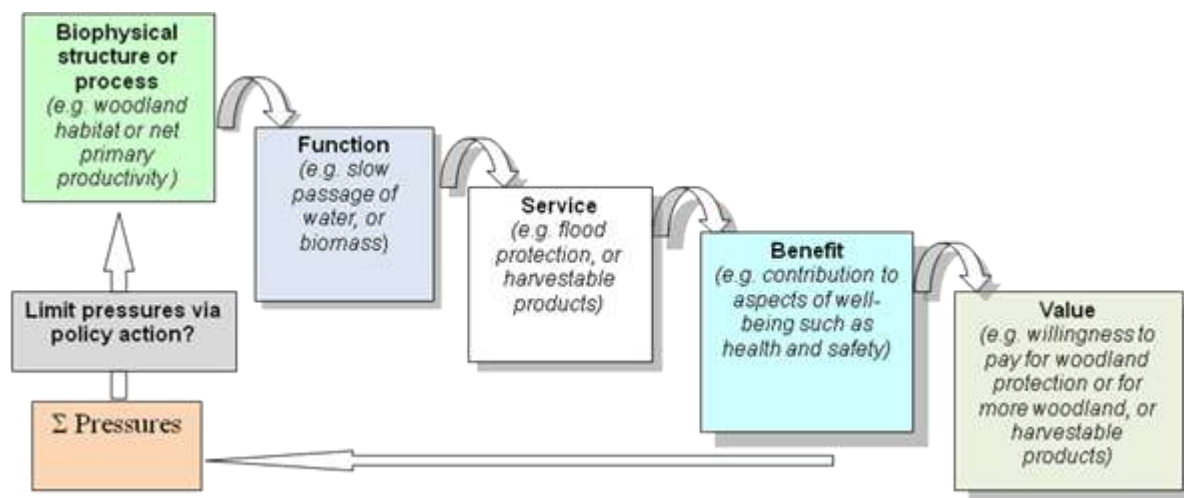 Biophysical
structure or
process
(e.g. woodland
habitat or net
primary
productivity)
Function
(e.g. slow
passage of
water, or
biomass)
Service
(e.g. flood
protection, or
harvestable
products)
Benefit
(e.g. contribution to
aspects of well-
being such as
health and safety)
Value
(e.g. willingness to
pay for woodland
protection or for
more woodland, or
harvestable
products)
Limit pressures via
policy action?
Σ Pressures